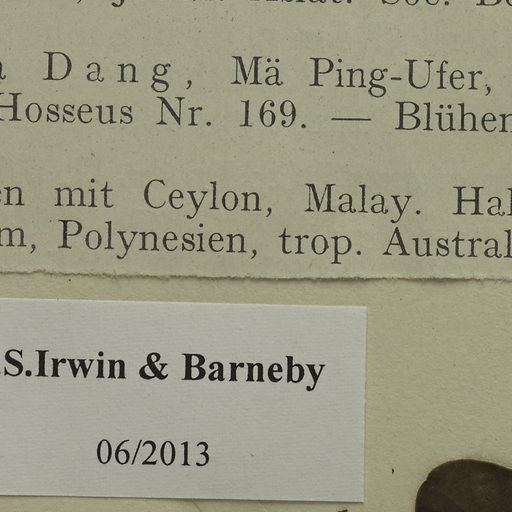 Dang, Mä Ping-Ufer,
Hosseus Nr. 169. — Blühen
en mit Ceylon, Malay. Hal
m, Polynesien, trop. Austral
.S.Irwin & Barneby
06/2013